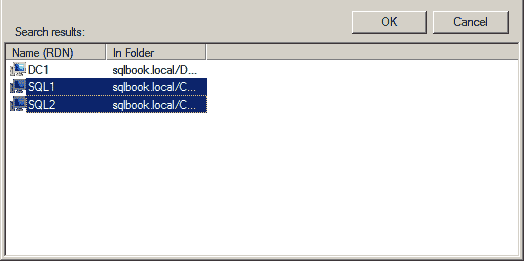 OK Cancel
Search results:
Name (RDN) In Folder
DC1 sqlbook.local/D...
SQL1 sqlbook.local/C...
SQL2 sqlbook.local/C...